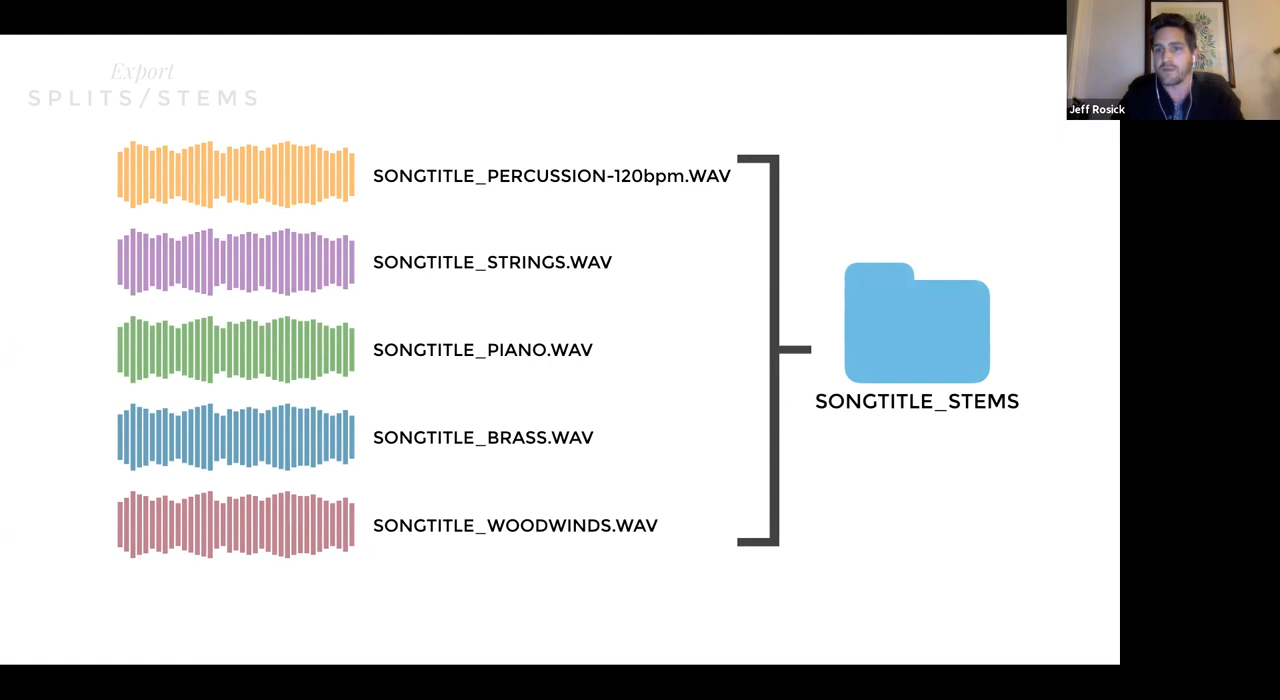 Export
SPLITS/STEMS
Jeff Rosick
SONGTITLE_PERCUSSION-120bpm.WAV
SONGTITLE_STRINGS.WAV
SONGTITLE_PIANO.WAV
SONGTITLE_BRASS.WAV
SONGTITLE_WOODWINDS.WAV
SONGTITLE_STEMS